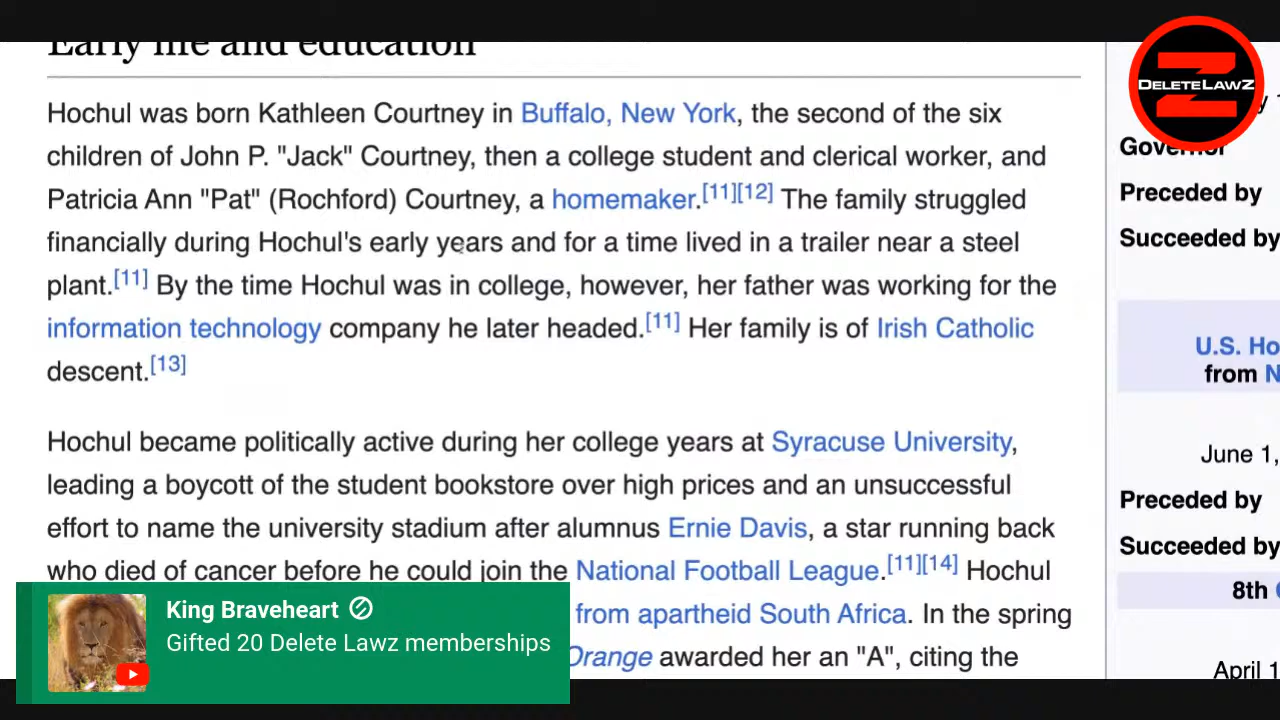 Early life and education
DELETELAWZ
Hochul was born Kathleen Courtney in Buffalo, New York, the second of the six
children of John P. "Jack" Courtney, then a college student and clerical worker, and
Patricia Ann "Pat" (Rochford) Courtney, a homemaker.[11][12] The family struggled
financially during Hochul's early years and for a time lived in a trailer near a steel
plant.[11] By the time Hochul was in college, however, her father was working for the
information technology company he later headed.[11] Her family is of Irish Catholic
descent.[13]
Hochul became politically active during her college years at Syracuse University,
leading a boycott of the student bookstore over high prices and an unsuccessful
effort to name the university stadium after alumnus Ernie Davis, a star running back
who died of cancer before he could join the National Football League.[11][14] Hochul
from apartheid South Africa. In the spring
Orange awarded her an "A", citing the
King Braveheart
Gifted 20 Delete Lawz memberships
Governor
Preceded by
Succeeded by
U.S. Ho
from N
June 1,
Preceded by
Succeeded by
8th
April 1